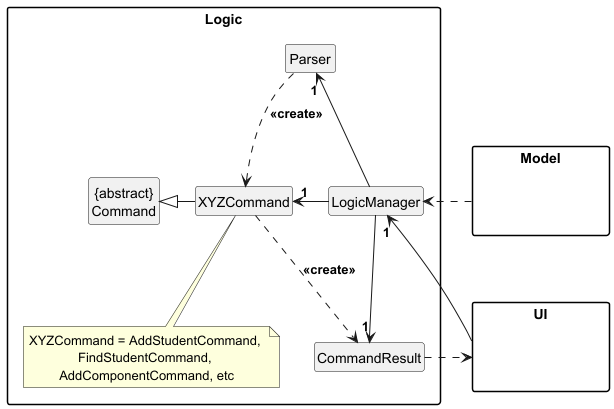 Logic
Parser
1
«create»
Model
{abstract}
Command
XYZCommand
1
LogicManager
1
«create»
UI
1
CommandResult
XYZCommand = AddStudentCommand,
FindStudentCommand,
AddComponentCommand, etc